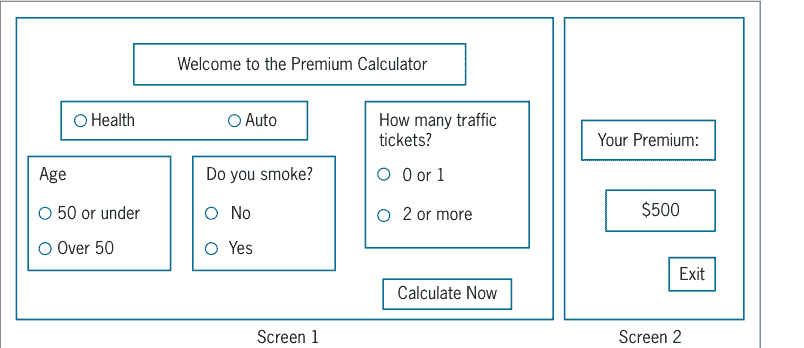 Welcome to the Premium Calculator
Health
Auto
Age
50 or under
Over 50
Do you smoke?
No
Yes
How many traffic
tickets?
0 or 1
2 or more
Calculate Now
Screen 1
Your Premium:
$500
Exit
Screen 2